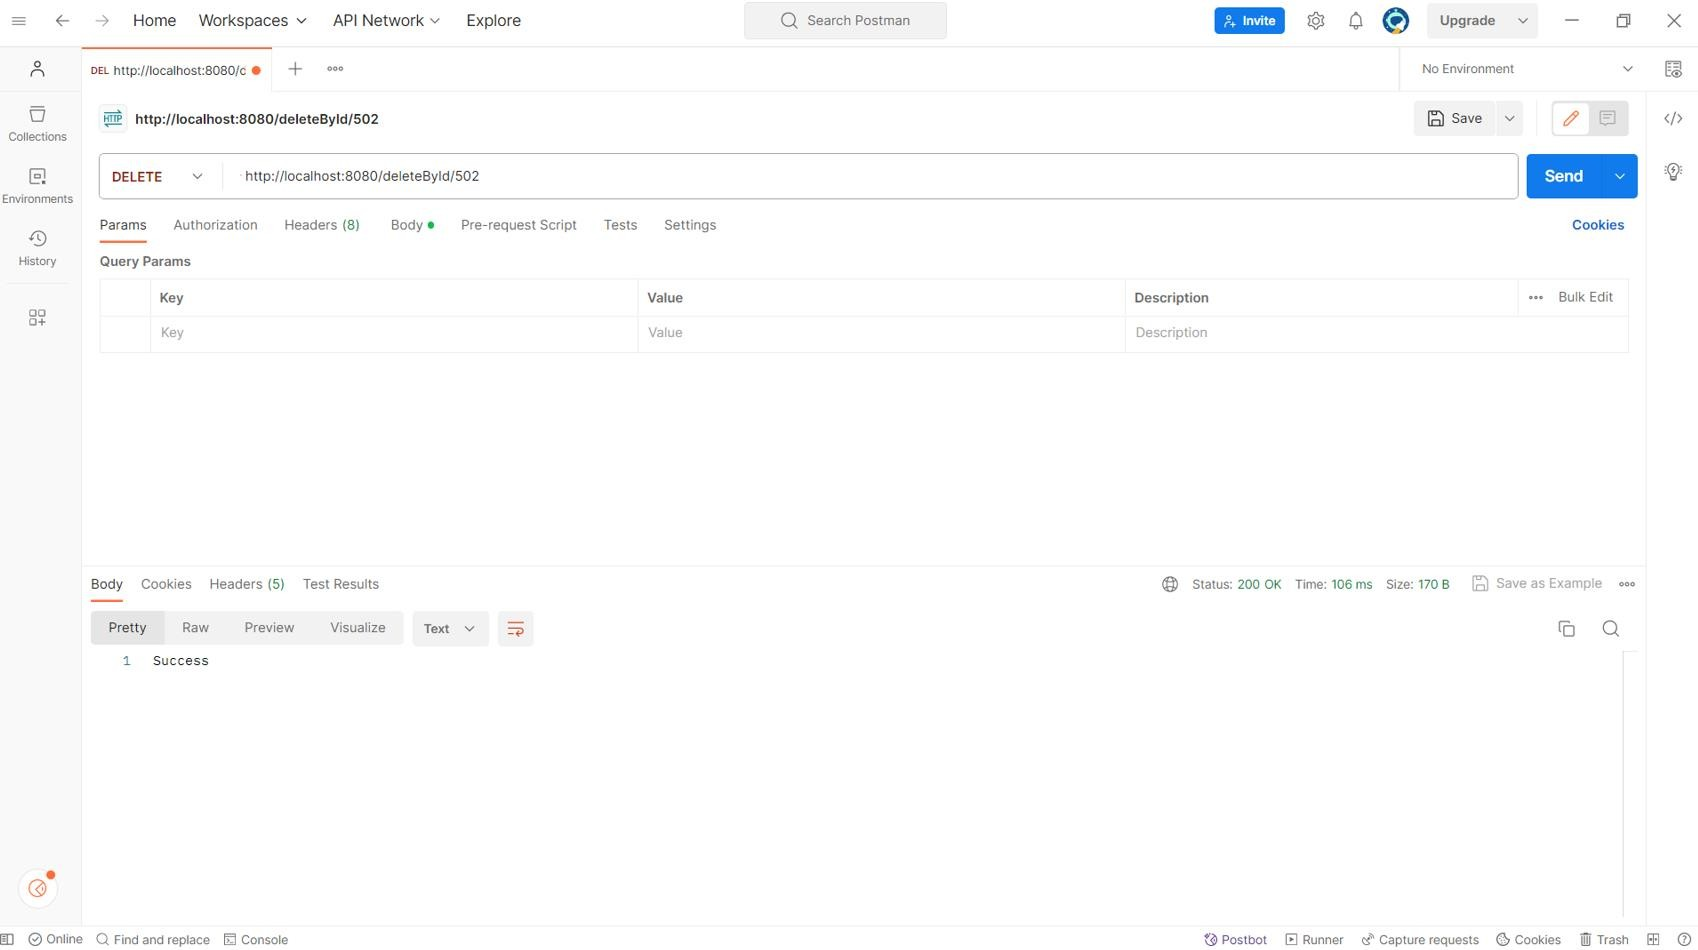 Home Workspaces API Network Explore Search Postman Invite Upgrade
DEL http://localhost:8080/d No Environment
HTTP http://localhost:8080/deleteById/502 Save
Collections
DELETE http://localhost:8080/deleteById/502 Send
Environments
Params Authorization Headers (8) Body Pre-request Script Tests Settings Cookies
History
Query Params
Key Value Description Bulk Edit
Key Value Description
Body Cookies Headers (5) Test Results Status: 200 OK Time: 106 ms Size: 170 B Save as Example
Pretty Raw Preview Visualize Text
1 Success
Online Find and replace Console Postbot Runner Capture requests Cookies Trash